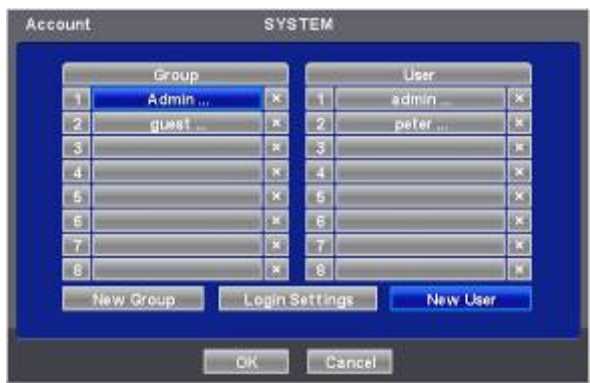 Account SYSTEM
Group User
1 Admin ... × 1 admin ... ×
2 guest ... × 2 peter ... ×
3 × 3 ×
4 × 4 ×
5 × 5 ×
6 × 6 ×
7 × 7 ×
8 × 8 ×
New Group Login Settings New User
OK Cancel